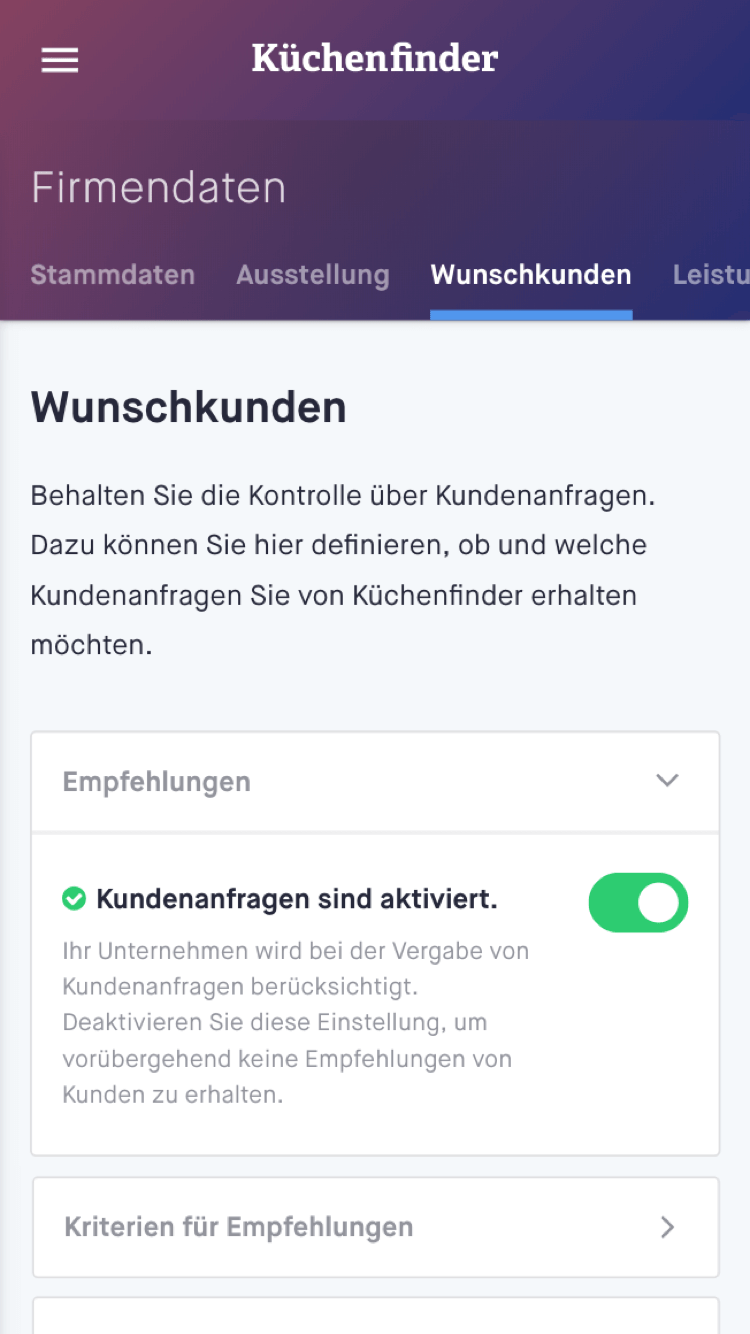 Küchenfinder
Firmendaten
Stammdaten Ausstellung Wunschkunden Leistu
Wunschkunden
Behalten Sie die Kontrolle über Kundenanfragen.
Dazu können Sie hier definieren, ob und welche
Kundenanfragen Sie von Küchenfinder erhalten
möchten.
Empfehlungen
Kundenanfragen sind aktiviert.
Ihr Unternehmen wird bei der Vergabe von
Kundenanfragen berücksichtigt.
Deaktivieren Sie diese Einstellung, um
vorübergehend keine Empfehlungen von
Kunden zu erhalten.
Kriterien für Empfehlungen